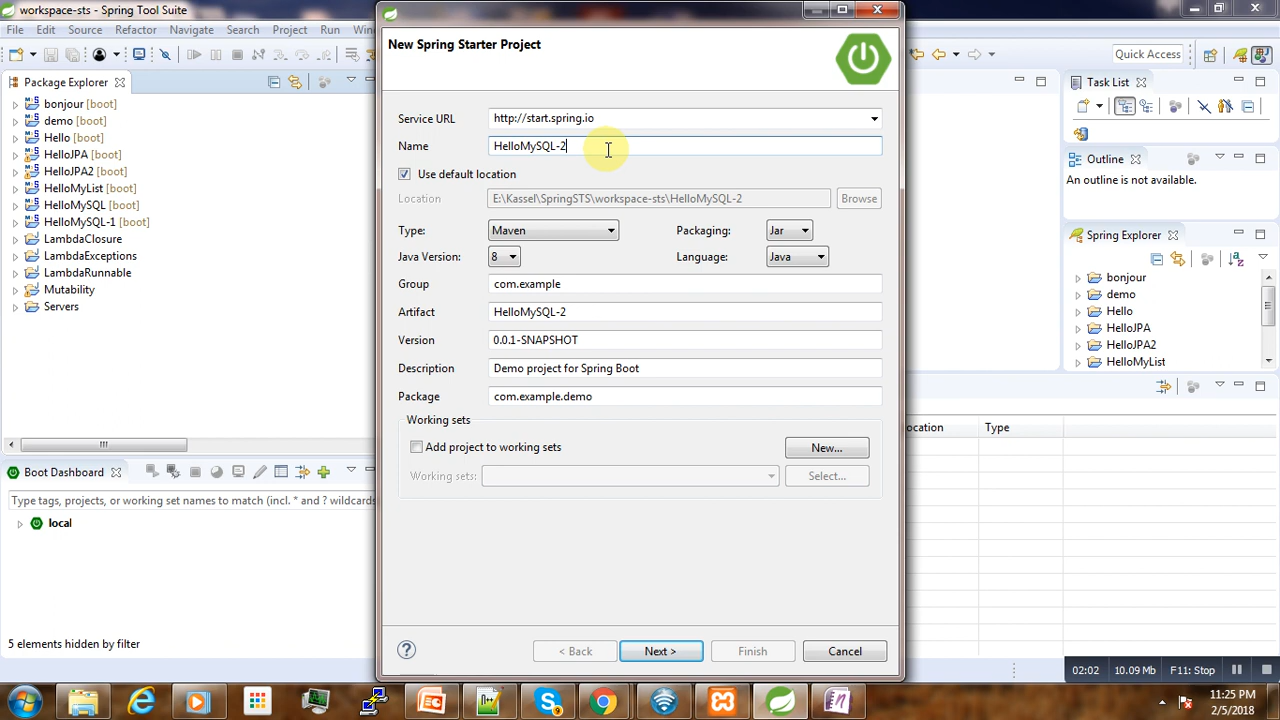 workspace-sts - Spring Tool Suite
File Edit Source Refactor Navigate Search Project Run
Quick Access
Package Explorer
bonjour [boot]
demo [boot]
Hello [boot]
HelloJPA [boot]
HelloJPA2 [boot]
HelloMyList [boot]
HelloMySQL [boot]
HelloMySQL-1 [boot]
LambdaClosure
LambdaExceptions
LambdaRunnable
Mutability
Servers
Boot Dashboard
Type tags, projects, or working set names to match (incl. * and ? wildcards
local
5 elements hidden by filter
New Spring Starter Project
Service URL http://start.spring.io
Name HelloMySQL-2
Use default location
Location E:\Kassel\SpringSTS\workspace-sts\HelloMySQL-2 Browse
Type: Maven Packaging: Jar
Java Version: 8 Language: Java
Group com.example
Artifact HelloMySQL-2
Version 0.0.1-SNAPSHOT
Description Demo project for Spring Boot
Package com.example.demo
Working sets
Add project to working sets New...
Working sets: Select...
< Back Next > Finish Cancel
Task List
Outline
An outline is not available.
Spring Explorer
bonjour
demo
Hello
HelloJPA
HelloJPA2
HelloMyList
ocation Type
02:02 10.09 Mb F11: Stop
11:25 PM
2/5/2018